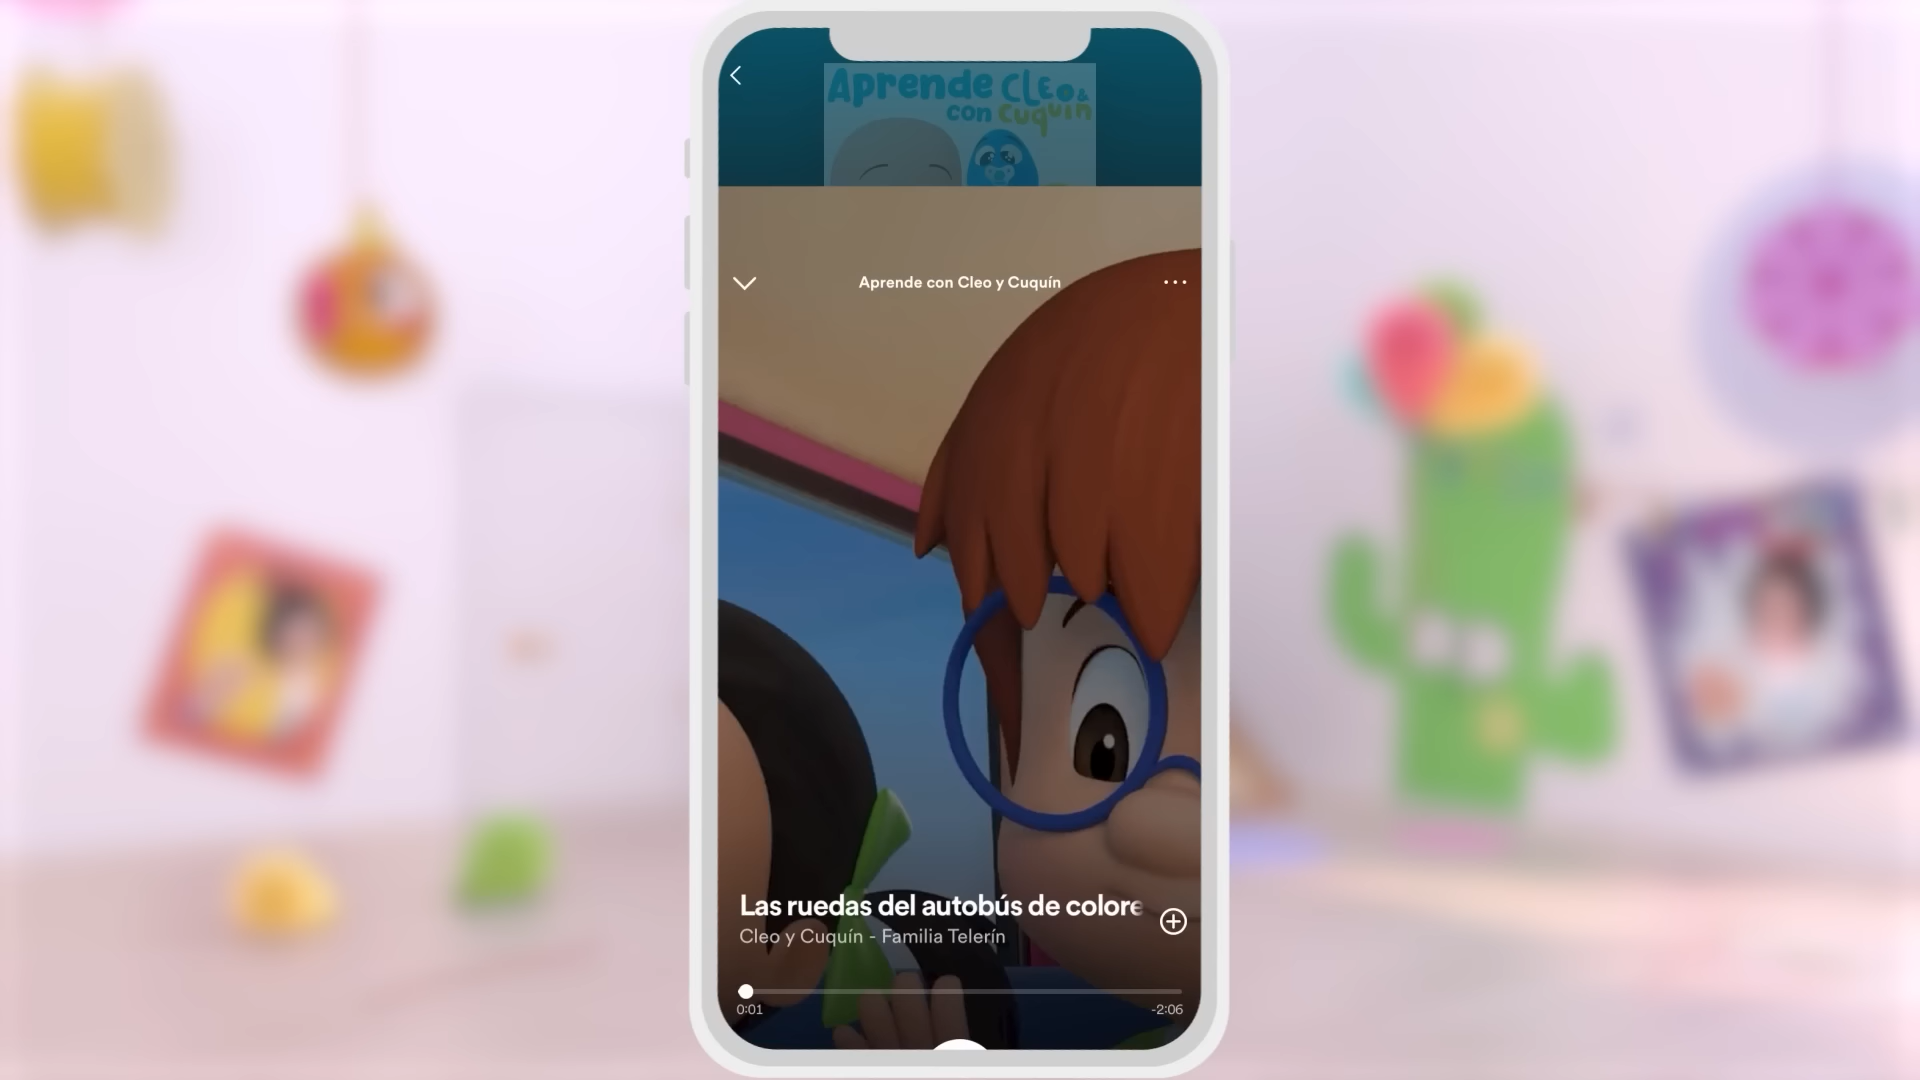 Aprende CLEO &
con cuquin
Aprende con Cleo y Cuquín
Las ruedas del autobús de colore
Cleo y Cuquín - Familia Telerín
0:01
-2:06